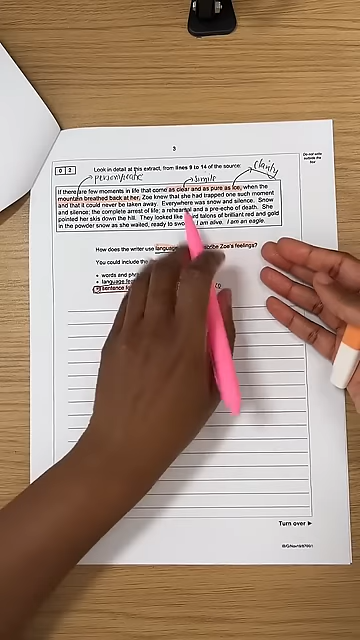 3
Do not write
outside the
box
0 2 Look in detail at this extract, from lines 9 to 14 of the source:
simile
clarity
If there are few moments in life that come as clear and as pure as ice, when the
mountain breathed back at her, Zoe knew that she had trapped one such moment
and that it could never be taken away. Everywhere was snow and silence. Snow
and silence; the complete arrest of life; a rehearsal and a pre-echo of death. She
pointed her skis down the hill. They looked like talons of brilliant red and gold
in the powder snow as she waited, ready to I am alive. I am an eagle.
How does the writer use language Zoe's feelings?
You could include the
• words and
• language
• sentence
Turn over ►